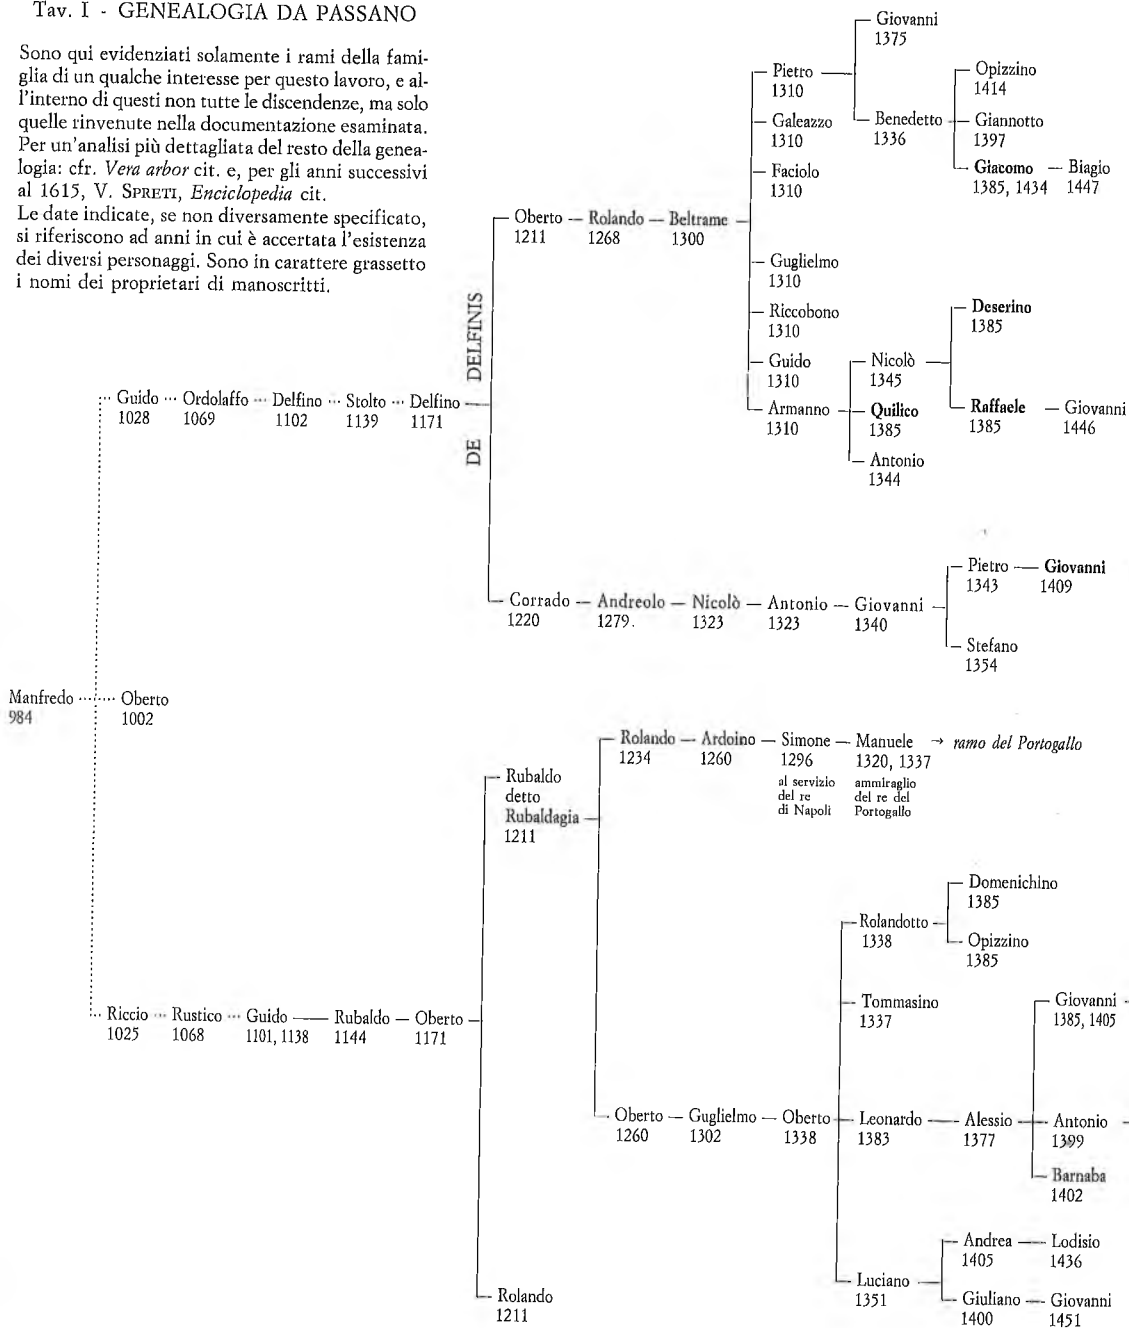 Tav. I - GENEALOGIA DA PASSANO
Sono qui evidenziati solamente i rami della fami-
glia di un qualche interesse per questo lavoro, e al-
l'interno di questi non tutte le discendenze, ma solo
quelle rinvenute nella documentazione esaminata.
Per un'analisi più dettagliata del resto della genea-
logia: cfr. Vera arbor cit. e, per gli anni successivi
al 1615, V. SPRETI, Enciclopedia cit.
Le date indicate, se non diversamente specificato,
si riferiscono ad anni in cui è accertata l'esistenza
dei diversi personaggi. Sono in carattere grassetto
i nomi dei proprietari di manoscritti.
Giovanni
1375
Pietro
1310
Opizzino
1414
Galeazzo
1310
Benedetto
1336
Giannotto
1397
Faciolo
1310
Giacomo Biagio
1385, 1434 1447
Oberto Rolando Beltrame
1211 1268 1300
Guglielmo
1310
Riccobono
1310
Deserino
1385
Guido
1310
Nicolò
1345
DE DELFINIS
Guido Ordolaffo Delfino Stolto Delfino
1028 1069 1102 1139 1171
Armanno
1310
Quilico
1385
Raffaele Giovanni
1385 1446
Antonio
1344
Pietro Giovanni
1343 1409
Corrado Andreolo Nicolò Antonio Giovanni
1220 1279. 1323 1323 1340
Stefano
1354
Manfredo Oberto
984 1002
Rolando Ardoino Simone Manuele → ramo del Portogallo
1234 1260 1296 1320, 1337
al servizio ammiraglio
del re del re del
di Napoli Portogallo
Rubaldo
detto
Rubaldagia
1211
Domenichino
1385
Rolandotto
1338
Opizzino
1385
Tommasino
1337
Giovanni
1385, 1405
Riccio Rustico Guido Rubaldo Oberto
1025 1068 1101, 1138 1144 1171
Oberto Guglielmo Oberto Leonardo Alessio Antonio
1260 1302 1338 1383 1377 1399
Barnaba
1402
Andrea Lodisio
1405 1436
Luciano
1351
Rolando
1211
Giuliano Giovanni
1400 1451